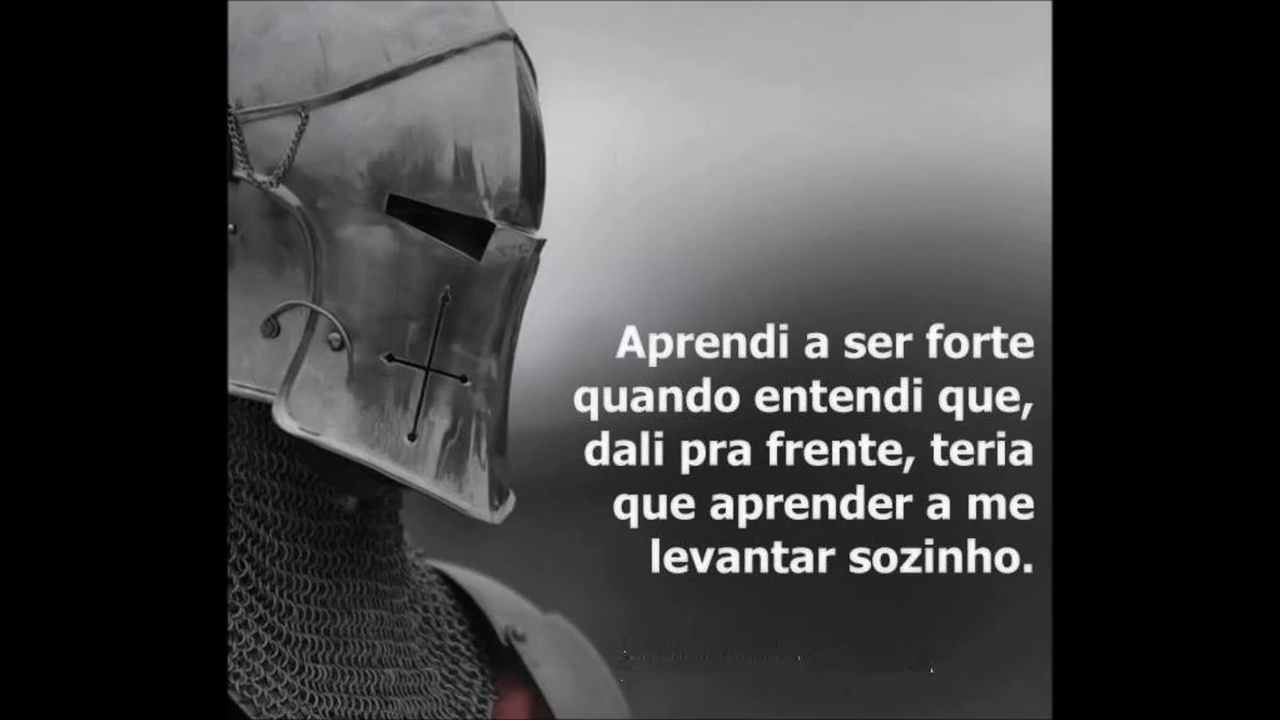 Aprendi a ser forte
quando entendi que,
dali pra frente, teria
que aprender a me
levantar sozinho.